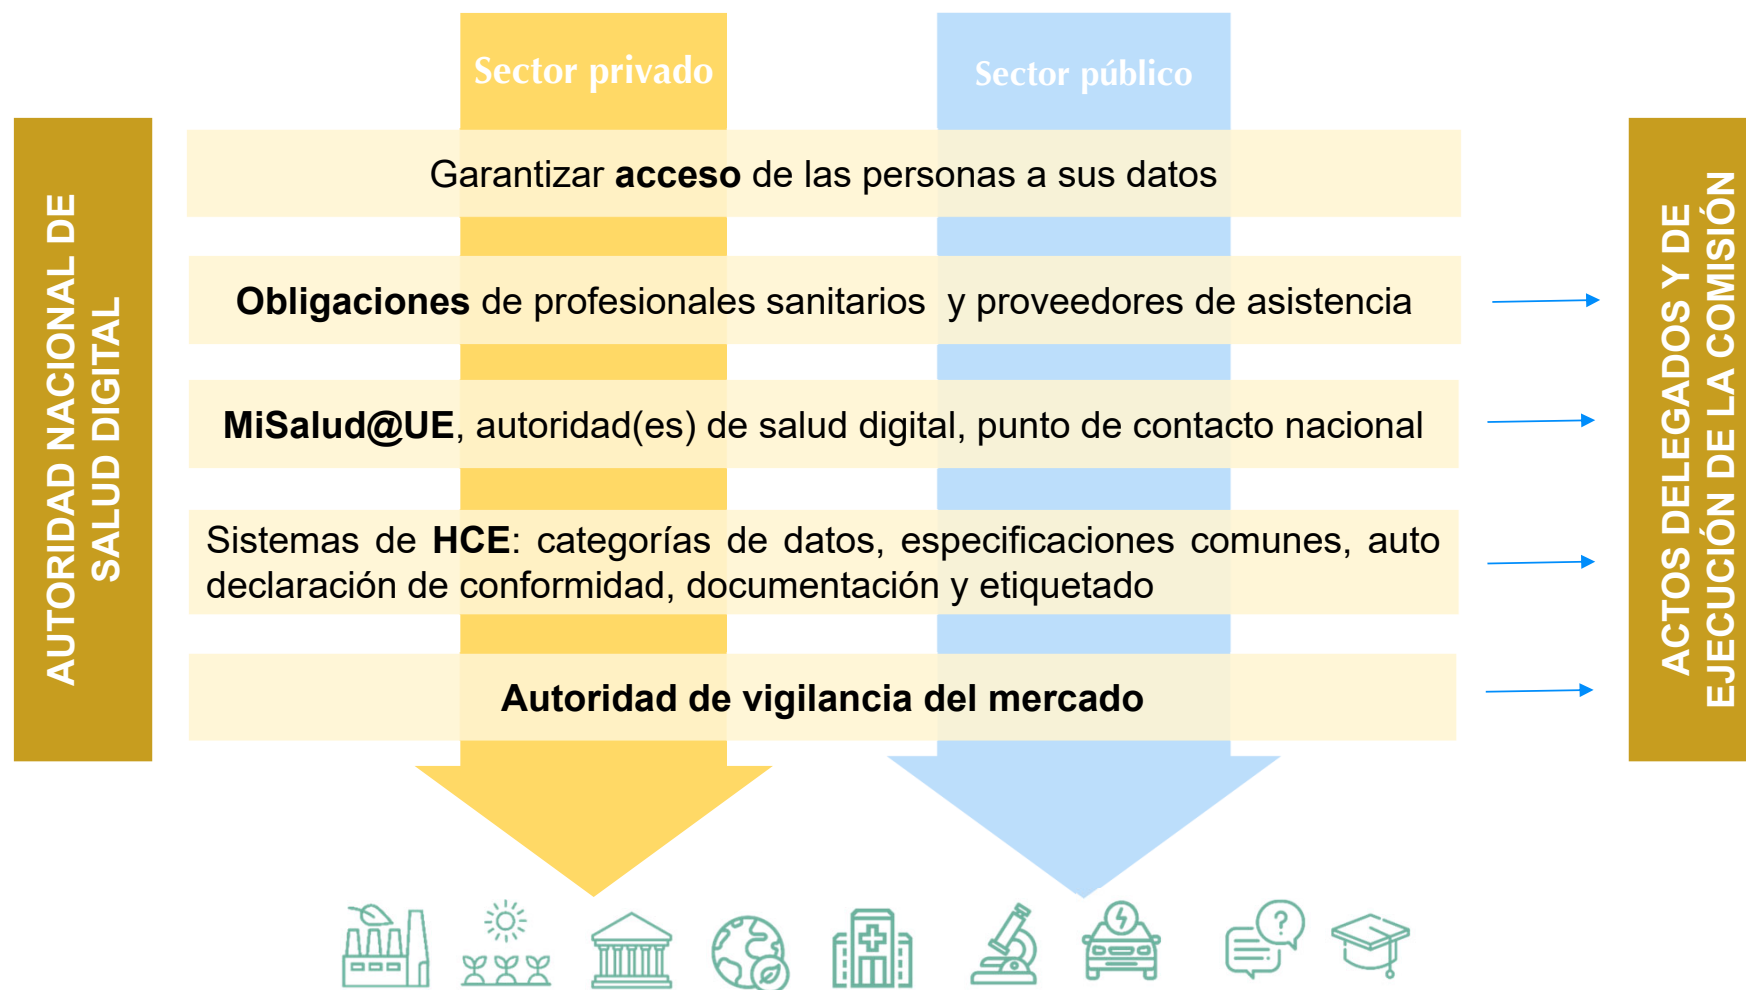 Sector privado
Sector público
AUTORIDAD NACIONAL DE
SALUD DIGITAL
Garantizar acceso de las personas a sus datos
Obligaciones de profesionales sanitarios y proveedores de asistencia
MiSalud@UE, autoridad(es) de salud digital, punto de contacto nacional
Sistemas de HCE: categorías de datos, especificaciones comunes, auto
declaración de conformidad, documentación y etiquetado
Autoridad de vigilancia del mercado
ACTOS DELEGADOS Y DE
EJECUCIÓN DE LA COMISIÓN
?